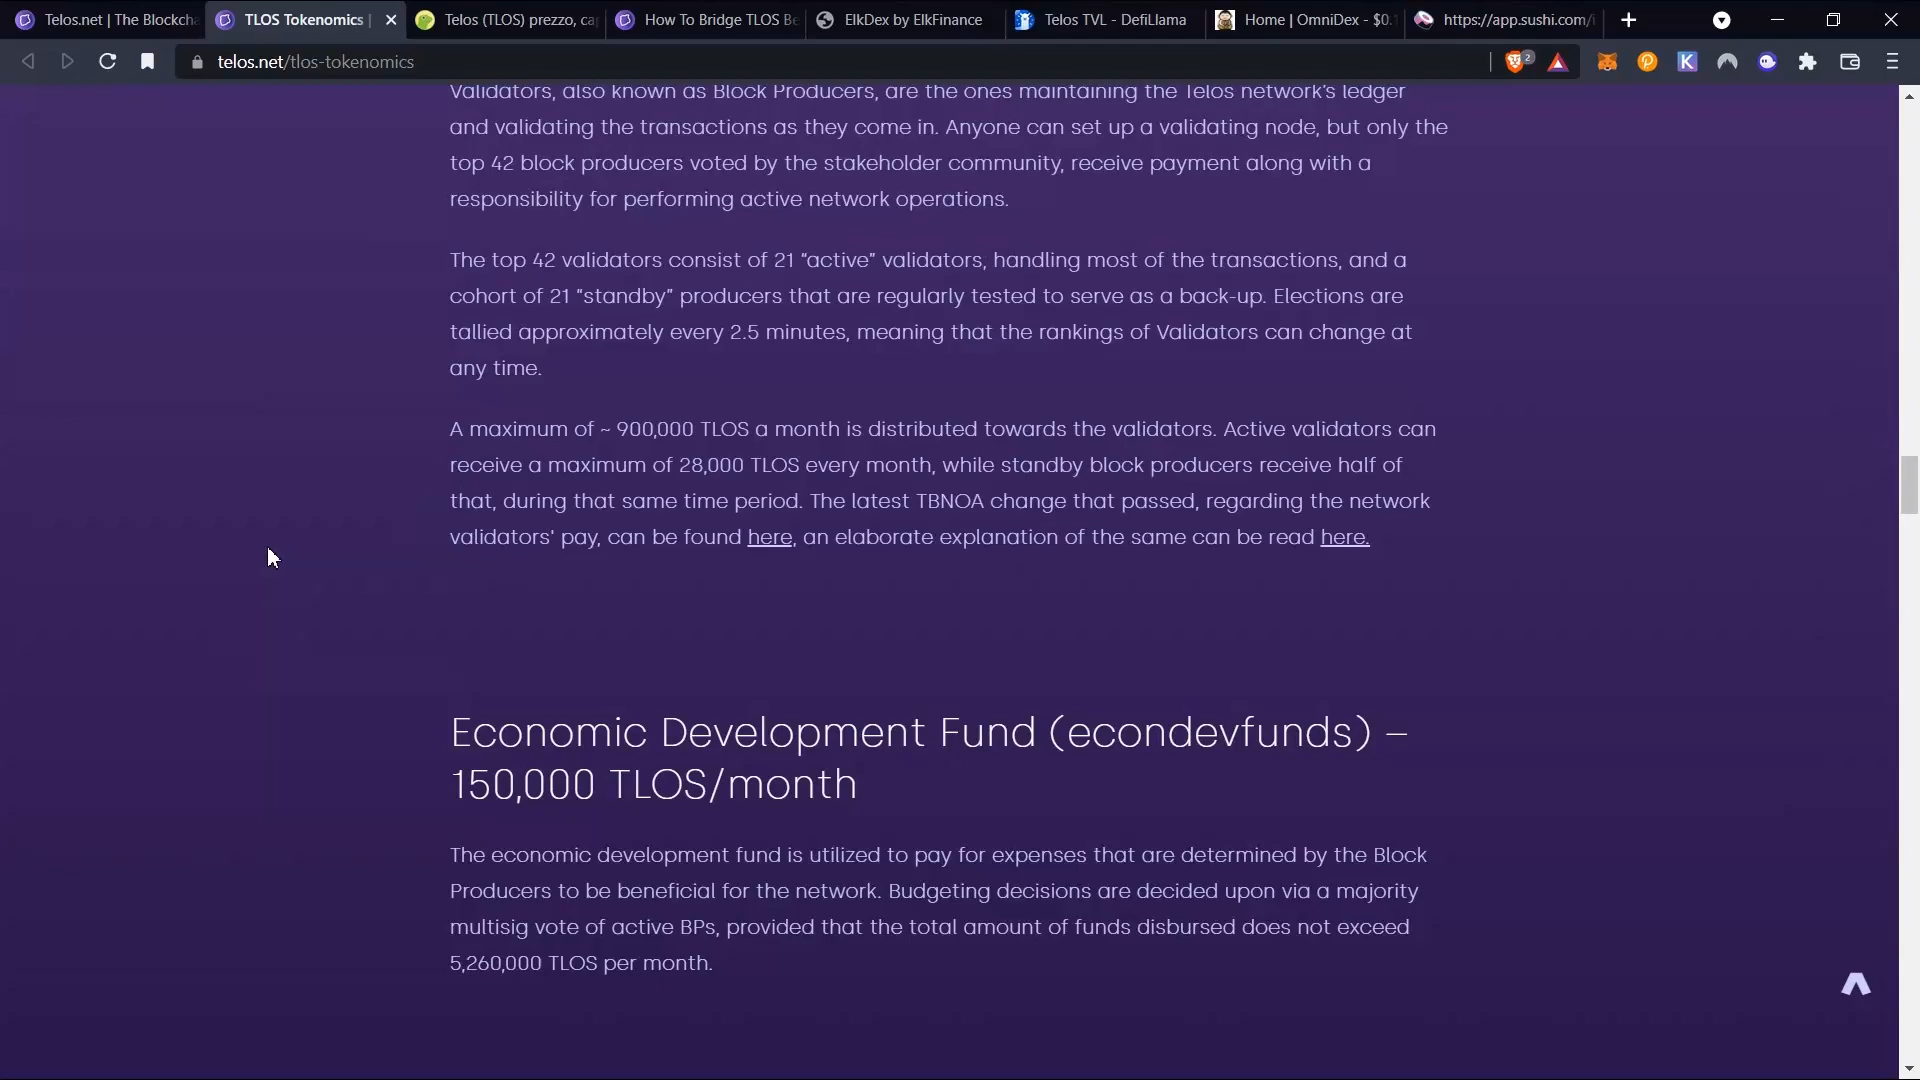 Telos.net | The Blockcha
TLOS Tokenomics |
Telos (TLOS) prezzo, ca
How To Bridge TLOS Be
ElkDex by ElkFinance
Telos TVL - DefiLlama
Home | OmniDex - $0.1
https://app.sushi.com/i
telos.net/tlos-tokenomics
2
K
Validators, also known as Block Producers, are the ones maintaining the Telos network's ledger
and validating the transactions as they come in. Anyone can set up a validating node, but only the
top 42 block producers voted by the stakeholder community, receive payment along with a
responsibility for performing active network operations.
The top 42 validators consist of 21 “active” validators, handling most of the transactions, and a
cohort of 21 “standby” producers that are regularly tested to serve as a back-up. Elections are
tallied approximately every 2.5 minutes, meaning that the rankings of Validators can change at
any time.
A maximum of ~ 900,000 TLOS a month is distributed towards the validators. Active validators can
receive a maximum of 28,000 TLOS every month, while standby block producers receive half of
that, during that same time period. The latest TBNOA change that passed, regarding the network
validators' pay, can be found here, an elaborate explanation of the same can be read here.
Economic Development Fund (econdevfunds) –
150,000 TLOS/month
The economic development fund is utilized to pay for expenses that are determined by the Block
Producers to be beneficial for the network. Budgeting decisions are decided upon via a majority
multisig vote of active BPs, provided that the total amount of funds disbursed does not exceed
5,260,000 TLOS per month.